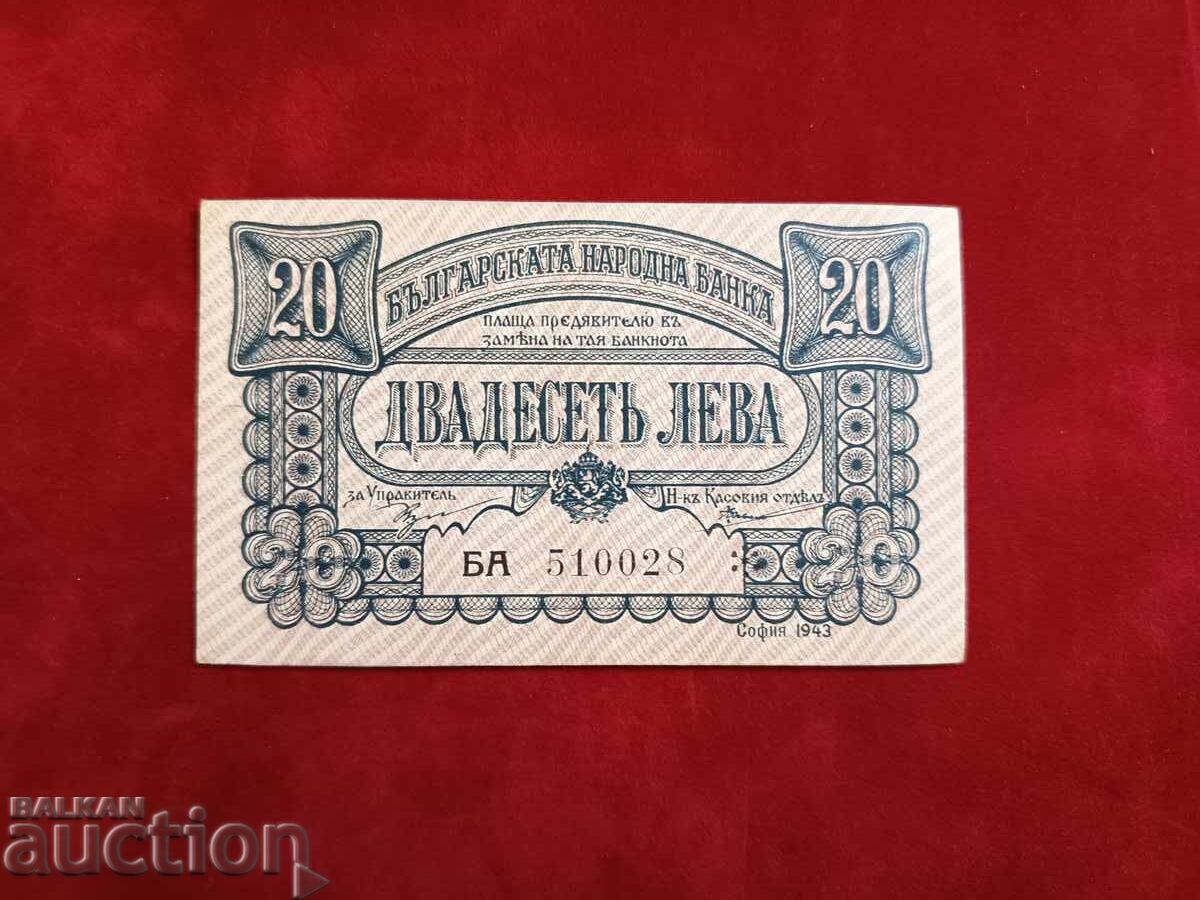 20
20
БЪЛГАРСКАТА НАРОДНА БАНКА
ПЛАЩА ПРЕДЯВИТЕЛЮ ВЪ
ЗАМѢНА НА ТАЯ БАНКНОТА
ДВАДЕСЕТЬ ЛЕВА
за Управитель
Н-къ Касовия отдѣлъ
БА 510028
20
20
София 1943
BALKAN
auction